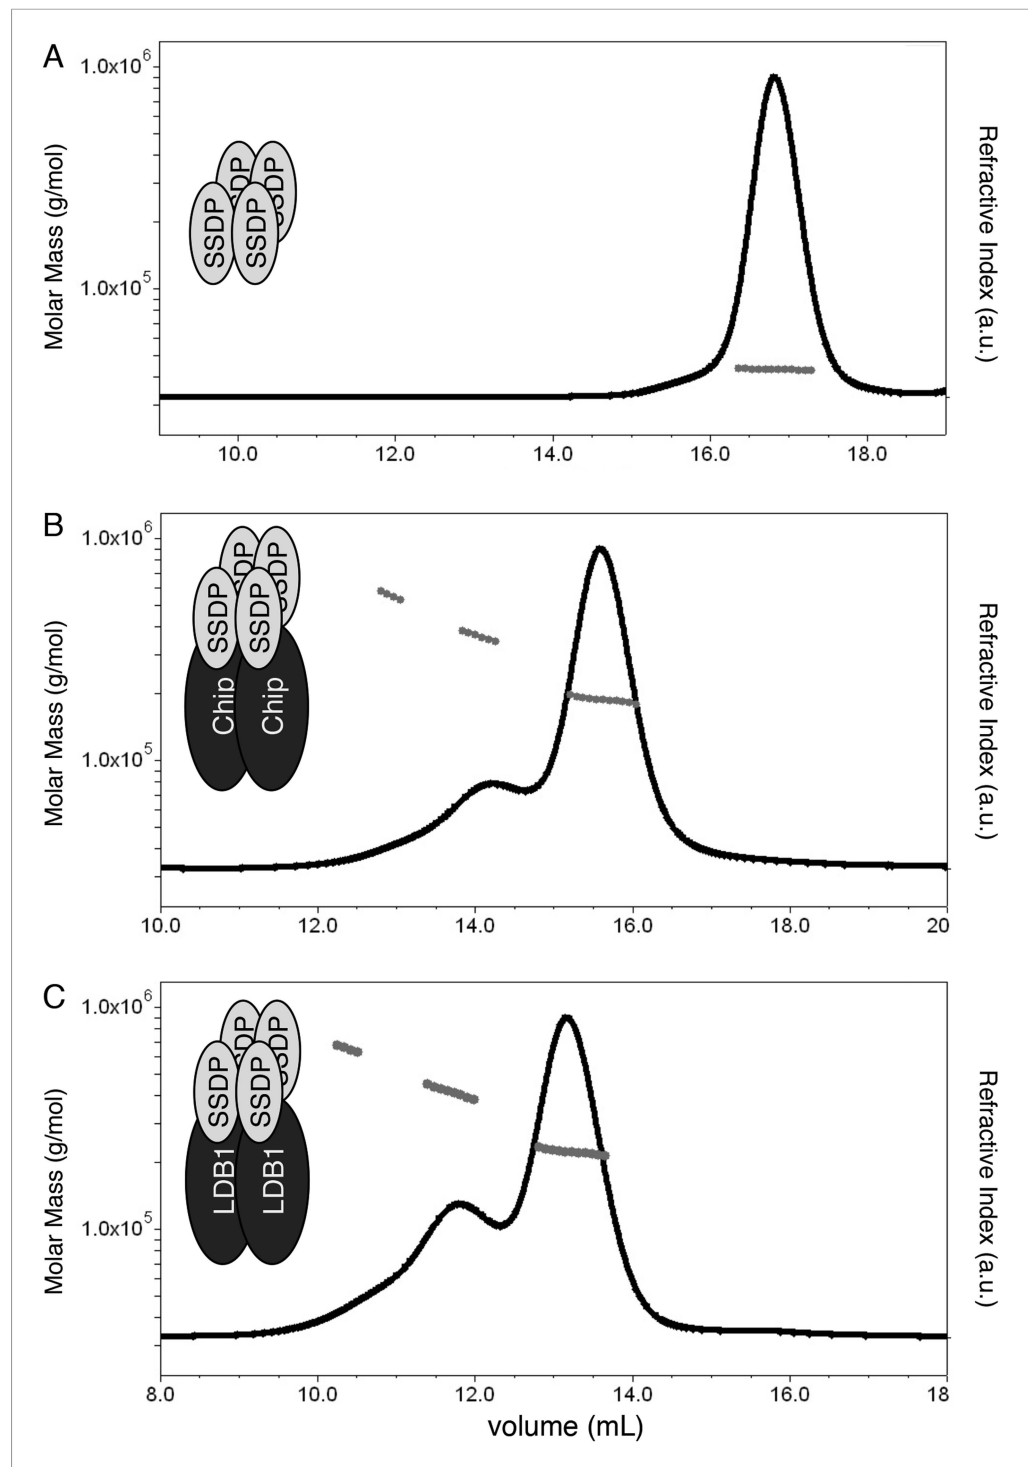 A
1.0x10^6
1.0x10^5
Molar Mass (g/mol)
Refractive Index (a.u.)
SSDP
SSDP
SSDP
SSDP
10.0
12.0
14.0
16.0
18.0
B
1.0x10^6
1.0x10^5
Molar Mass (g/mol)
Refractive Index (a.u.)
SSDP
SSDP
SSDP
SSDP
Chip
Chip
10.0
12.0
14.0
16.0
18.0
20
C
1.0x10^6
1.0x10^5
Molar Mass (g/mol)
Refractive Index (a.u.)
SSDP
SSDP
SSDP
SSDP
LDB1
LDB1
8.0
10.0
12.0
14.0
16.0
18
volume (mL)